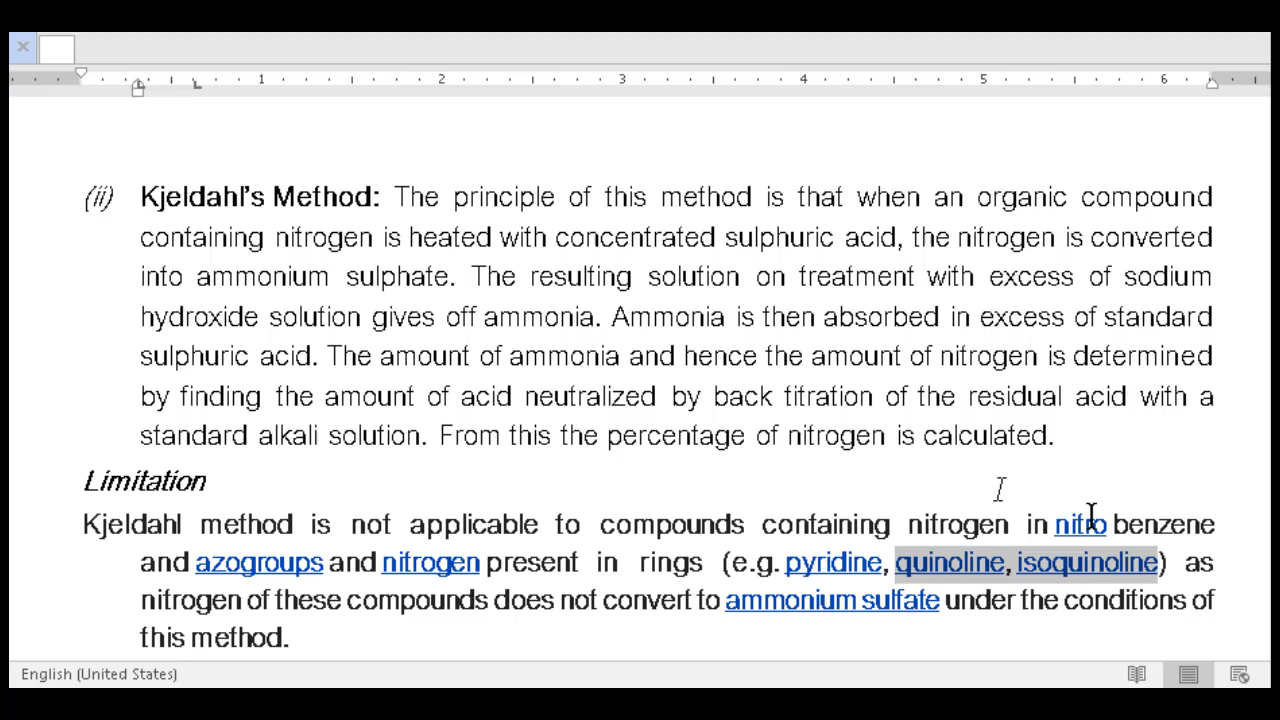 1 2 3 4 5 6
(ii) Kjeldahl's Method: The principle of this method is that when an organic compound
containing nitrogen is heated with concentrated sulphuric acid, the nitrogen is converted
into ammonium sulphate. The resulting solution on treatment with excess of sodium
hydroxide solution gives off ammonia. Ammonia is then absorbed in excess of standard
sulphuric acid. The amount of ammonia and hence the amount of nitrogen is determined
by finding the amount of acid neutralized by back titration of the residual acid with a
standard alkali solution. From this the percentage of nitrogen is calculated.
Limitation
Kjeldahl method is not applicable to compounds containing nitrogen in nitro benzene
and azogroups and nitrogen present in rings (e.g. pyridine, quinoline, isoquinoline) as
nitrogen of these compounds does not convert to ammonium sulfate under the conditions of
this method.
English (United States)